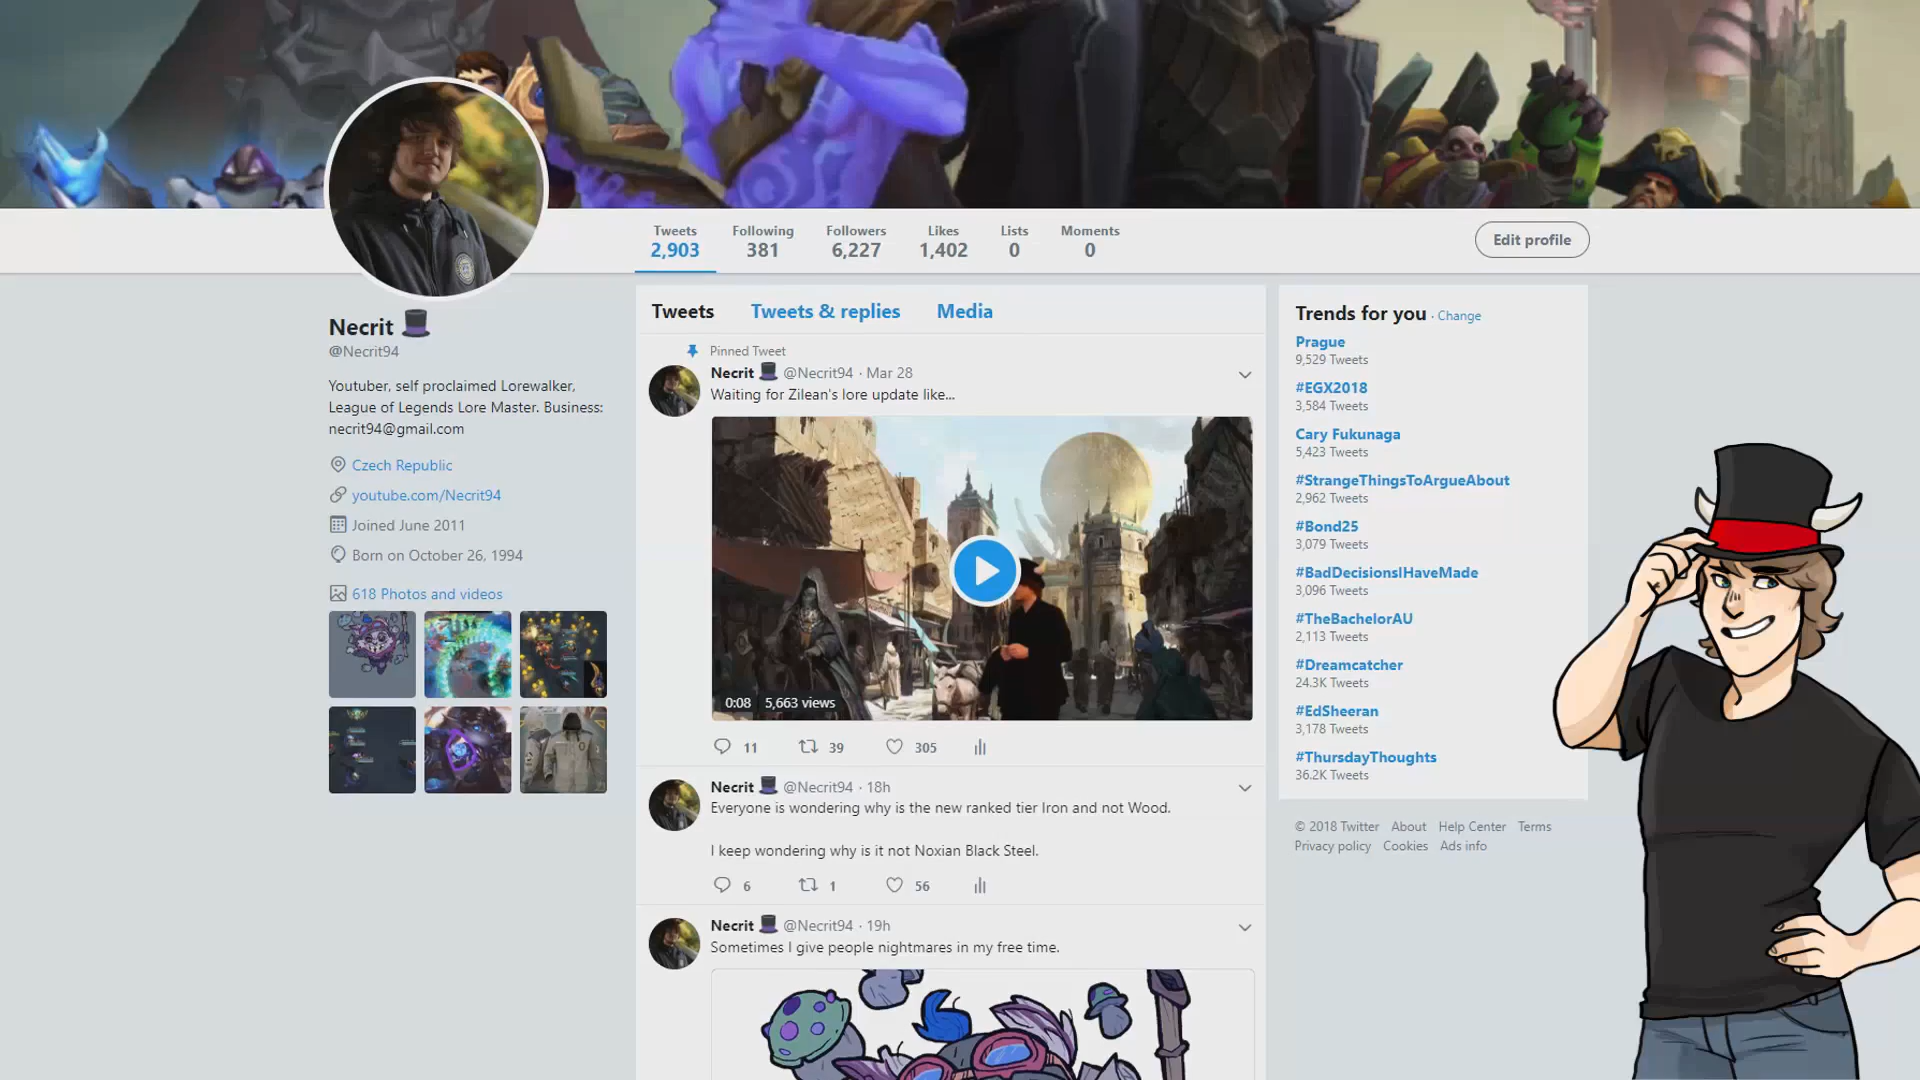 Tweets
2,903
Following
381
Followers
6,227
Likes
1,402
Lists
0
Moments
0
Edit profile
Necrit
@Necrit94
Youtuber, self proclaimed Lorewalker,
League of Legends Lore Master. Business:
necrit94@gmail.com
Czech Republic
youtube.com/Necrit94
Joined June 2011
Born on October 26, 1994
618 Photos and videos
Tweets Tweets & replies Media
Pinned Tweet
Necrit @Necrit94 · Mar 28
Waiting for Zilean's lore update like...
0:08 5,663 views
11 39 305
Necrit @Necrit94 · 18h
Everyone is wondering why is the new ranked tier Iron and not Wood.
I keep wondering why is it not Noxian Black Steel.
6 1 56
Necrit @Necrit94 · 19h
Sometimes I give people nightmares in my free time.
Trends for you · Change
Prague
9,529 Tweets
#EGX2018
3,584 Tweets
Cary Fukunaga
5,423 Tweets
#StrangeThingsToArgueAbout
2,962 Tweets
#Bond25
3,079 Tweets
#BadDecisionsIHaveMade
3,096 Tweets
#TheBachelorAU
2,113 Tweets
#Dreamcatcher
24.3K Tweets
#EdSheeran
3,178 Tweets
#ThursdayThoughts
36.2K Tweets
© 2018 Twitter About Help Center Terms
Privacy policy Cookies Ads info